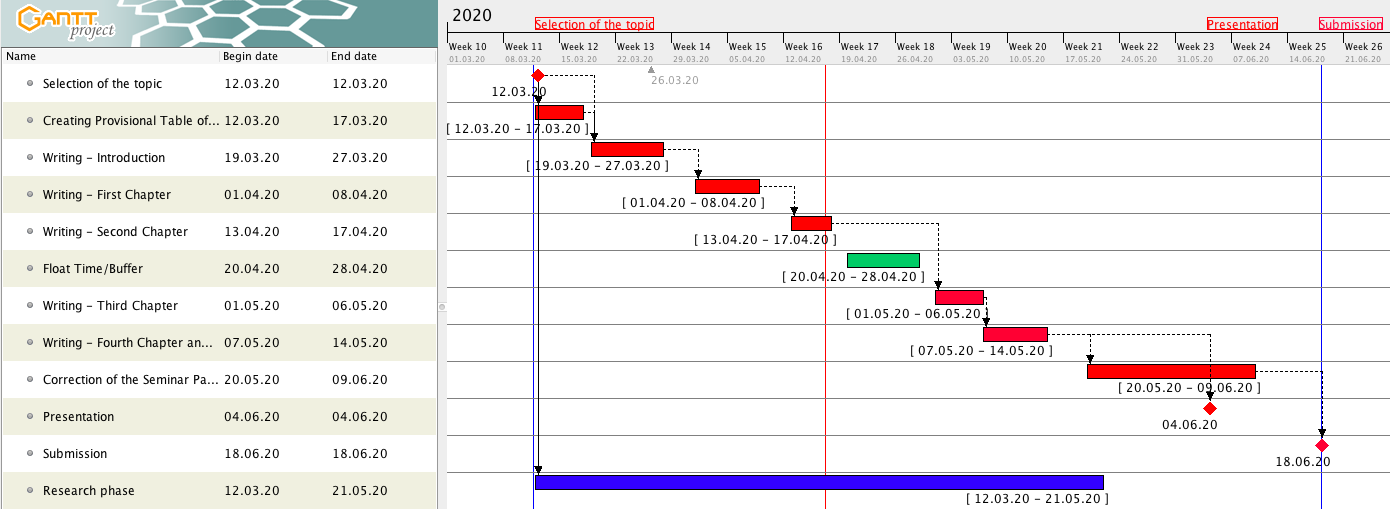 GANTT
project
2020
Selection of the topic Presentation Submission
Week 10 Week 11 Week 12 Week 13 Week 14 Week 15 Week 16 Week 17 Week 18 Week 19 Week 20 Week 21 Week 22 Week 23 Week 24 Week 25 Week 26
01.03.20 08.03.20 15.03.20 22.03.20 29.03.20 05.04.20 12.04.20 19.04.20 26.04.20 03.05.20 10.05.20 17.05.20 24.05.20 31.05.20 07.06.20 14.06.20 21.06.20
Name Begin date End date
26.03.20
Selection of the topic 12.03.20 12.03.20
12.03.20
Creating Provisional Table of... 12.03.20 17.03.20
[ 12.03.20 - 17.03.20 ]
Writing - Introduction 19.03.20 27.03.20
[ 19.03.20 - 27.03.20 ]
Writing - First Chapter 01.04.20 08.04.20
[ 01.04.20 - 08.04.20 ]
Writing - Second Chapter 13.04.20 17.04.20
[ 13.04.20 - 17.04.20 ]
Float Time/Buffer 20.04.20 28.04.20
[ 20.04.20 - 28.04.20 ]
Writing - Third Chapter 01.05.20 06.05.20
[ 01.05.20 - 06.05.20 ]
Writing - Fourth Chapter an... 07.05.20 14.05.20
[ 07.05.20 - 14.05.20 ]
Correction of the Seminar Pa... 20.05.20 09.06.20
[ 20.05.20 - 09.06.20 ]
Presentation 04.06.20 04.06.20
04.06.20
Submission 18.06.20 18.06.20
18.06.20
Research phase 12.03.20 21.05.20
[ 12.03.20 - 21.05.20 ]